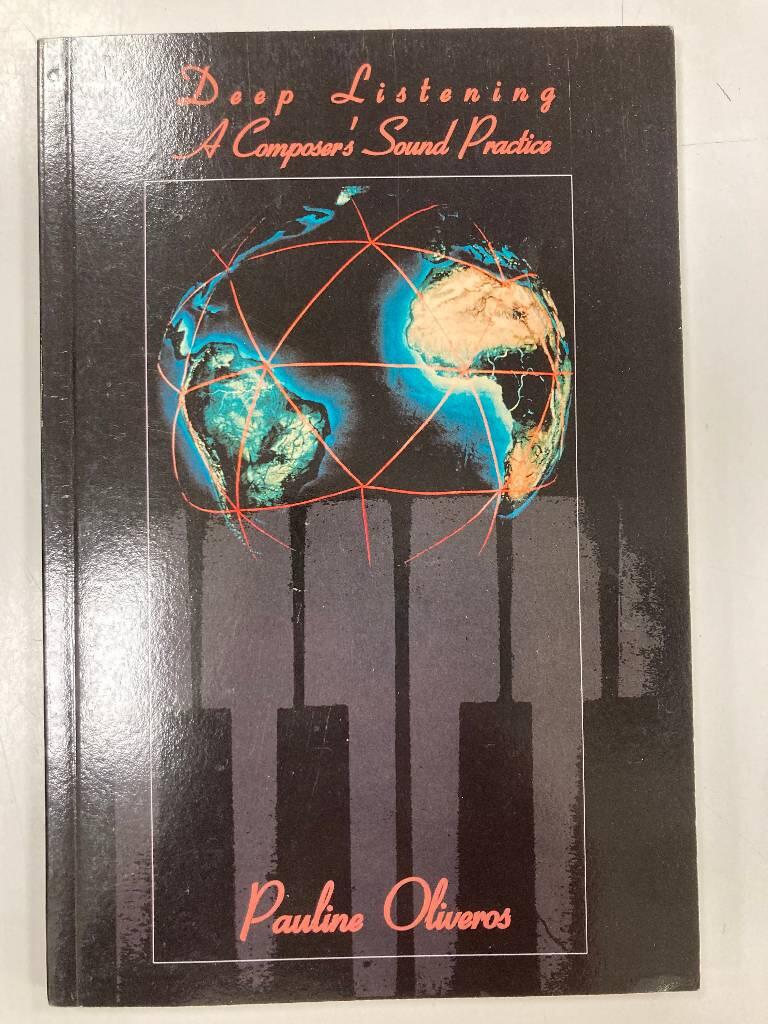 Deep Listening
A Composer's Sound Practice
Pauline Oliveros